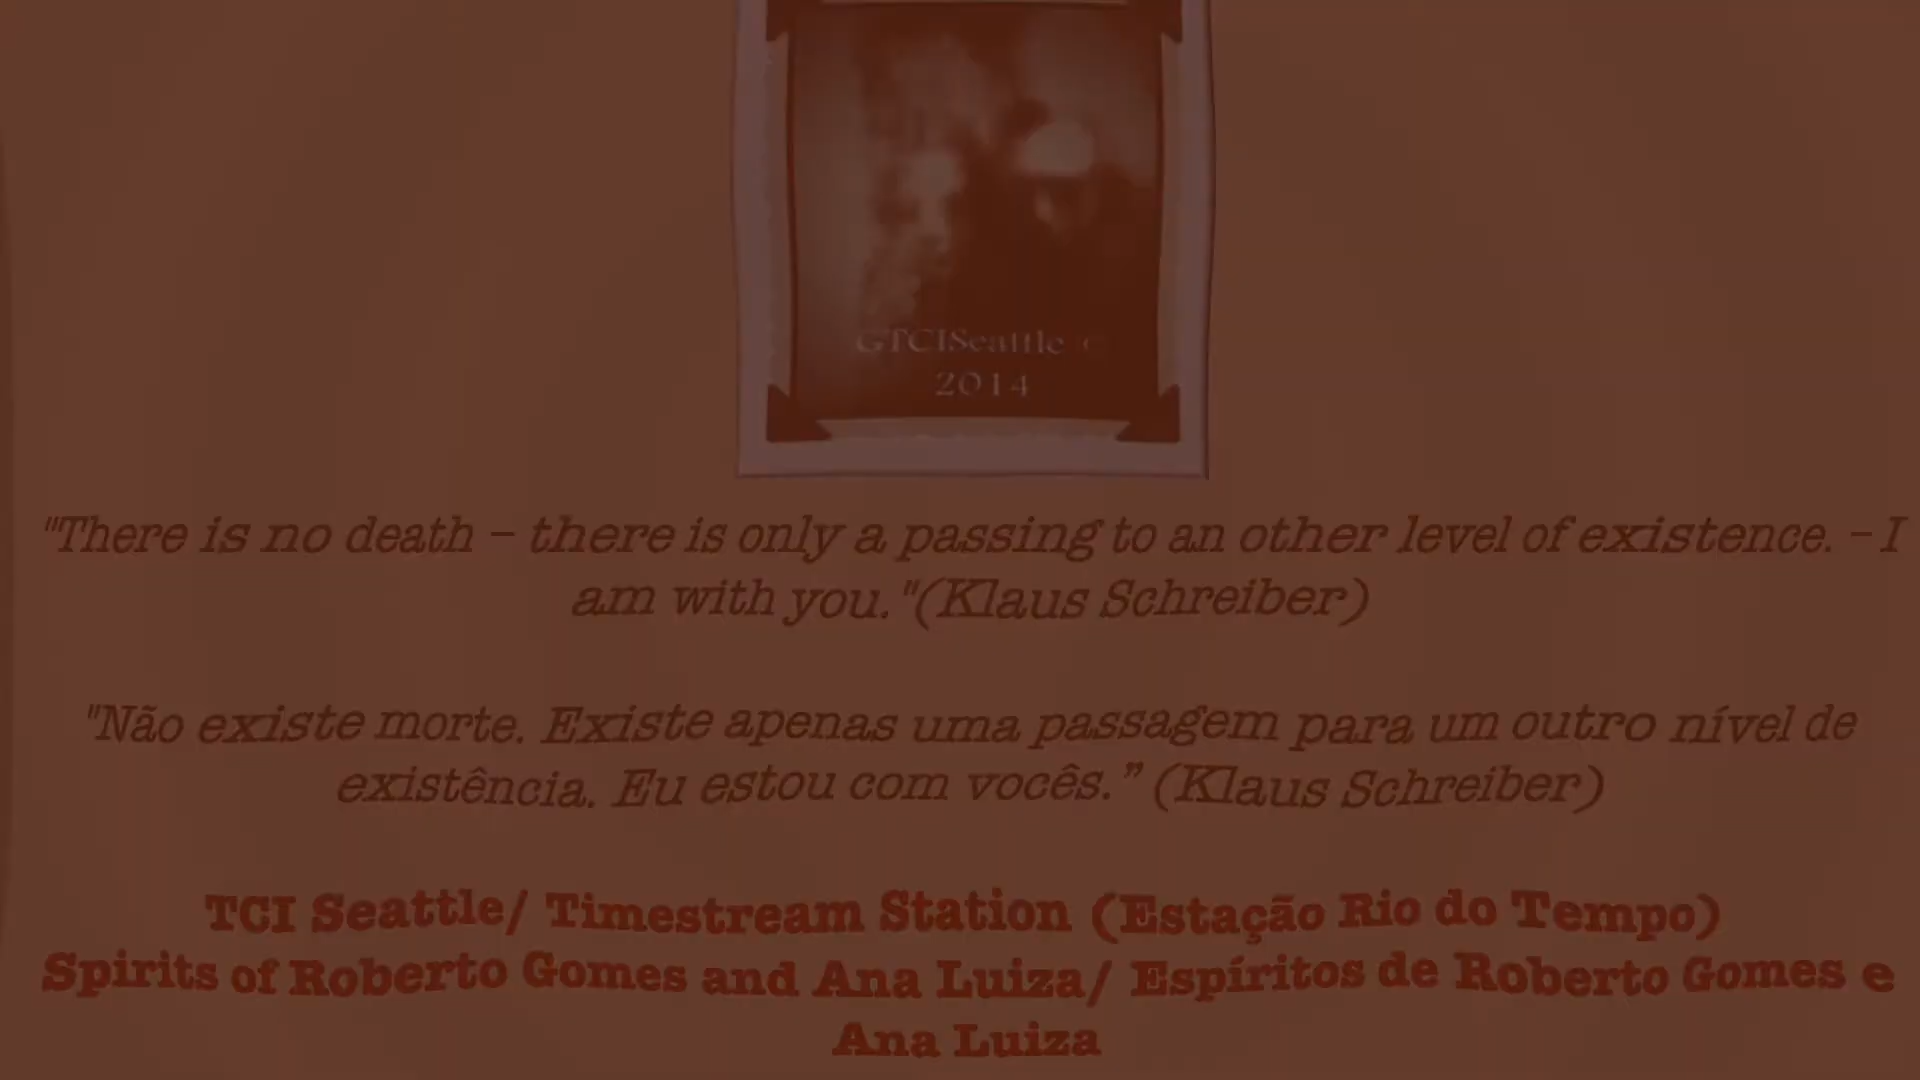 GTCISeattle ©
2014
"There is no death – there is only a passing to an other level of existence. – I
am with you."(Klaus Schreiber)
"Não existe morte. Existe apenas uma passagem para um outro nível de
existência. Eu estou com vocês.” (Klaus Schreiber)
TCI Seattle/ Timestream Station (Estação Rio do Tempo)
Spirits of Roberto Gomes and Ana Luiza/ Espíritos de Roberto Gomes e
Ana Luiza